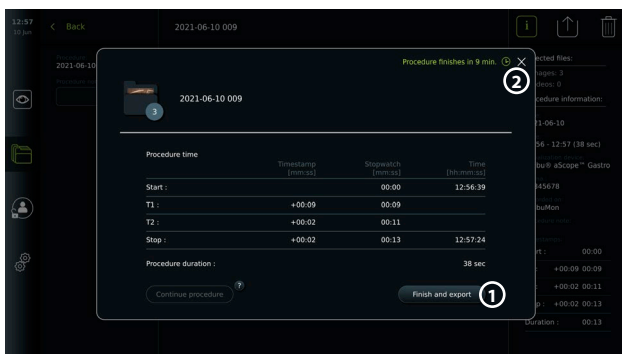 12:57
16 Jun
Back
2021-06-10 009
i
Procedure finishes in 9 min.
2
2021-06-10
3
2021-06-10 009
Procedure time
Timestamp [mm:ss]
Stopwatch [mm:ss]
Time [hh:mm:ss]
Start : 00:00 12:56:39
T1 : +00:09 00:09
T2 : +00:02 00:11
Stop : +00:02 00:13 12:57:24
Procedure duration : 38 sec
Continue procedure
?
Finish and export
1
ected files:
ages: 3
deos: 0
cedure information:
21-06-10
56 - 12:57 (38 sec)
bu® aScope™ Gastro
345678
buMon
rt : 00:00
: +00:09 00:09
: +00:02 00:11
p : +00:02 00:13
Duration : 00:13